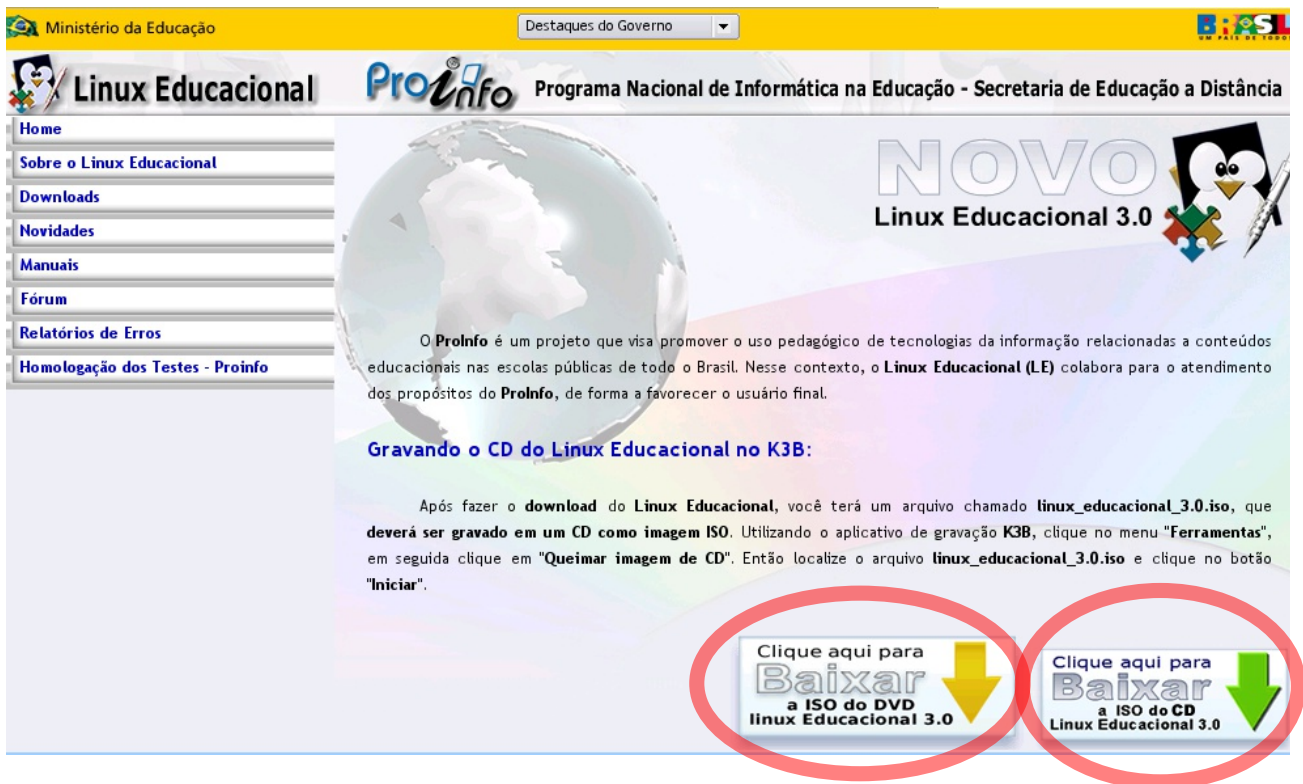 Ministério da Educação
Destaques do Governo
BRASIL
UM PAÍS DE TODOS
Linux Educacional
ProInfo
Programa Nacional de Informática na Educação - Secretaria de Educação a Distância
Home
Sobre o Linux Educacional
Downloads
Novidades
Manuais
Fórum
Relatórios de Erros
Homologação dos Testes - Proinfo
NOVO
Linux Educacional 3.0
O ProInfo é um projeto que visa promover o uso pedagógico de tecnologias da informação relacionadas a conteúdos
educacionais nas escolas públicas de todo o Brasil. Nesse contexto, o Linux Educacional (LE) colabora para o atendimento
dos propósitos do ProInfo, de forma a favorecer o usuário final.
Gravando o CD do Linux Educacional no K3B:
Após fazer o download do Linux Educacional, você terá um arquivo chamado linux_educacional_3.0.iso, que
deverá ser gravado em um CD como imagem ISO. Utilizando o aplicativo de gravação K3B, clique no menu "Ferramentas",
em seguida clique em "Queimar imagem de CD". Então localize o arquivo linux_educacional_3.0.iso e clique no botão
"Iniciar".
Clique aqui para
Baixar
a ISO do DVD
linux Educacional 3.0
Clique aqui para
Baixar
a ISO do CD
Linux Educacional 3.0